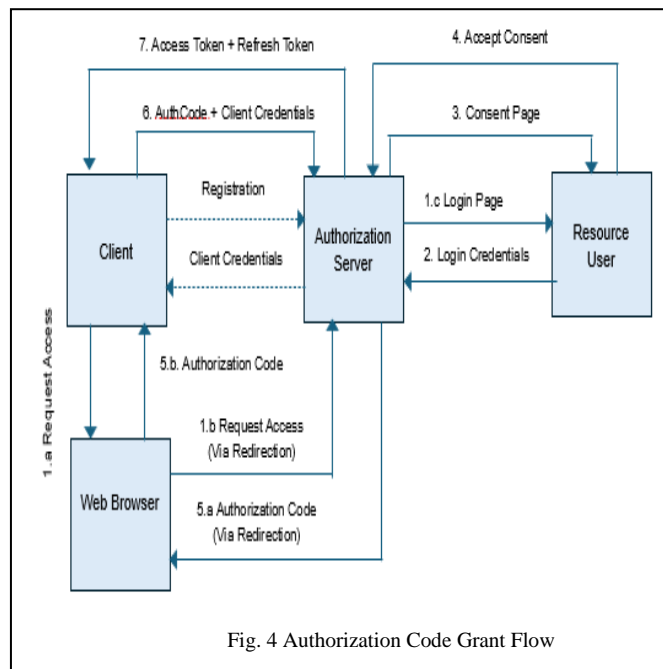 7. Access Token + Refresh Token
4. Accept Consent
6. AuthCode + Client Credentials
3. Consent Page
Registration
1.c Login Page
Client
Authorization
Server
Resource
User
Client Credentials
2. Login Credentials
1.a Request Access
5.b. Authorization Code
1.b Request Access
(Via Redirection)
Web Browser
5.a Authorization Code
(Via Redirection)
Fig. 4 Authorization Code Grant Flow